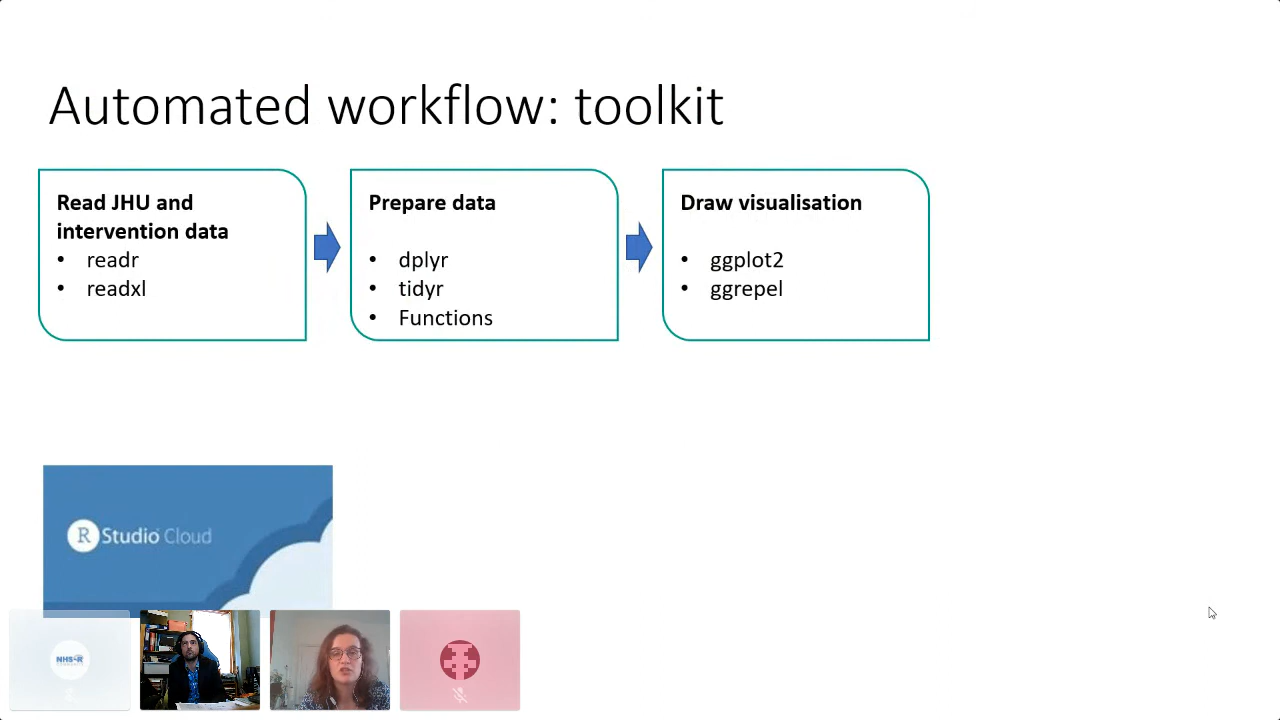 Automated workflow: toolkit
Read JHU and
intervention data
• readr
• readxl
Prepare data
• dplyr
• tidyr
• Functions
Draw visualisation
• ggplot2
• ggrepel
R Studio Cloud
NHS-R